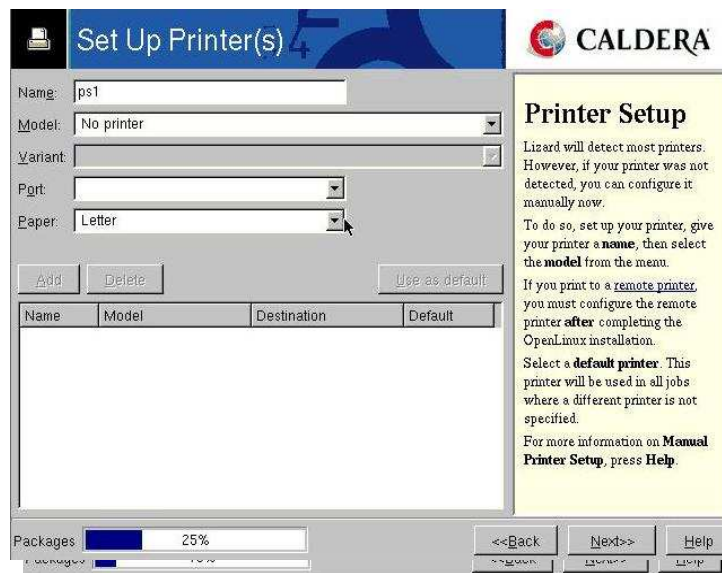 Set Up Printer(s)
CALDERA
Name: ps1
Model: No printer
Variant:
Port:
Paper: Letter
Add Delete Use as default
Name Model Destination Default
Printer Setup
Lizard will detect most printers.
However, if your printer was not
detected, you can configure it
manually now.
To do so, set up your printer, give
your printer a name, then select
the model from the menu.
If you print to a remote printer,
you must configure the remote
printer after completing the
OpenLinux installation.
Select a default printer. This
printer will be used in all jobs
where a different printer is not
specified.
For more information on Manual
Printer Setup, press Help.
Packages 25% <<Back Next>> Help